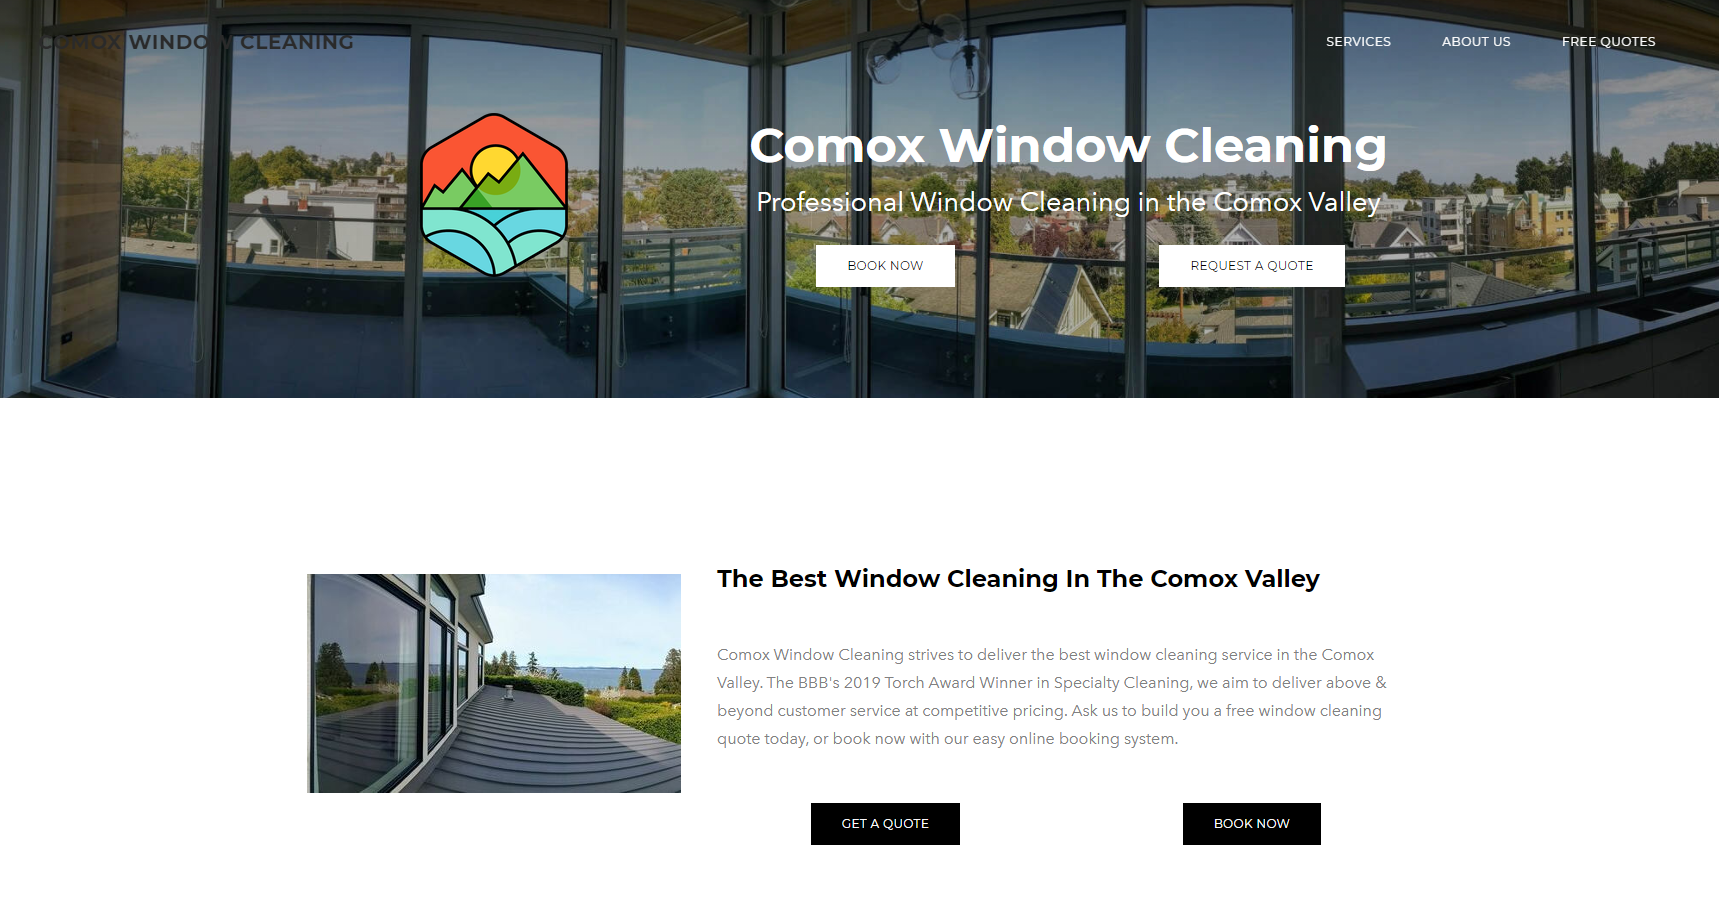 COMOX WINDOW CLEANING
SERVICES ABOUT US FREE QUOTES
Comox Window Cleaning
Professional Window Cleaning in the Comox Valley
BOOK NOW REQUEST A QUOTE
The Best Window Cleaning In The Comox Valley
Comox Window Cleaning strives to deliver the best window cleaning service in the Comox
Valley. The BBB's 2019 Torch Award Winner in Specialty Cleaning, we aim to deliver above &
beyond customer service at competitive pricing. Ask us to build you a free window cleaning
quote today, or book now with our easy online booking system.
GET A QUOTE BOOK NOW